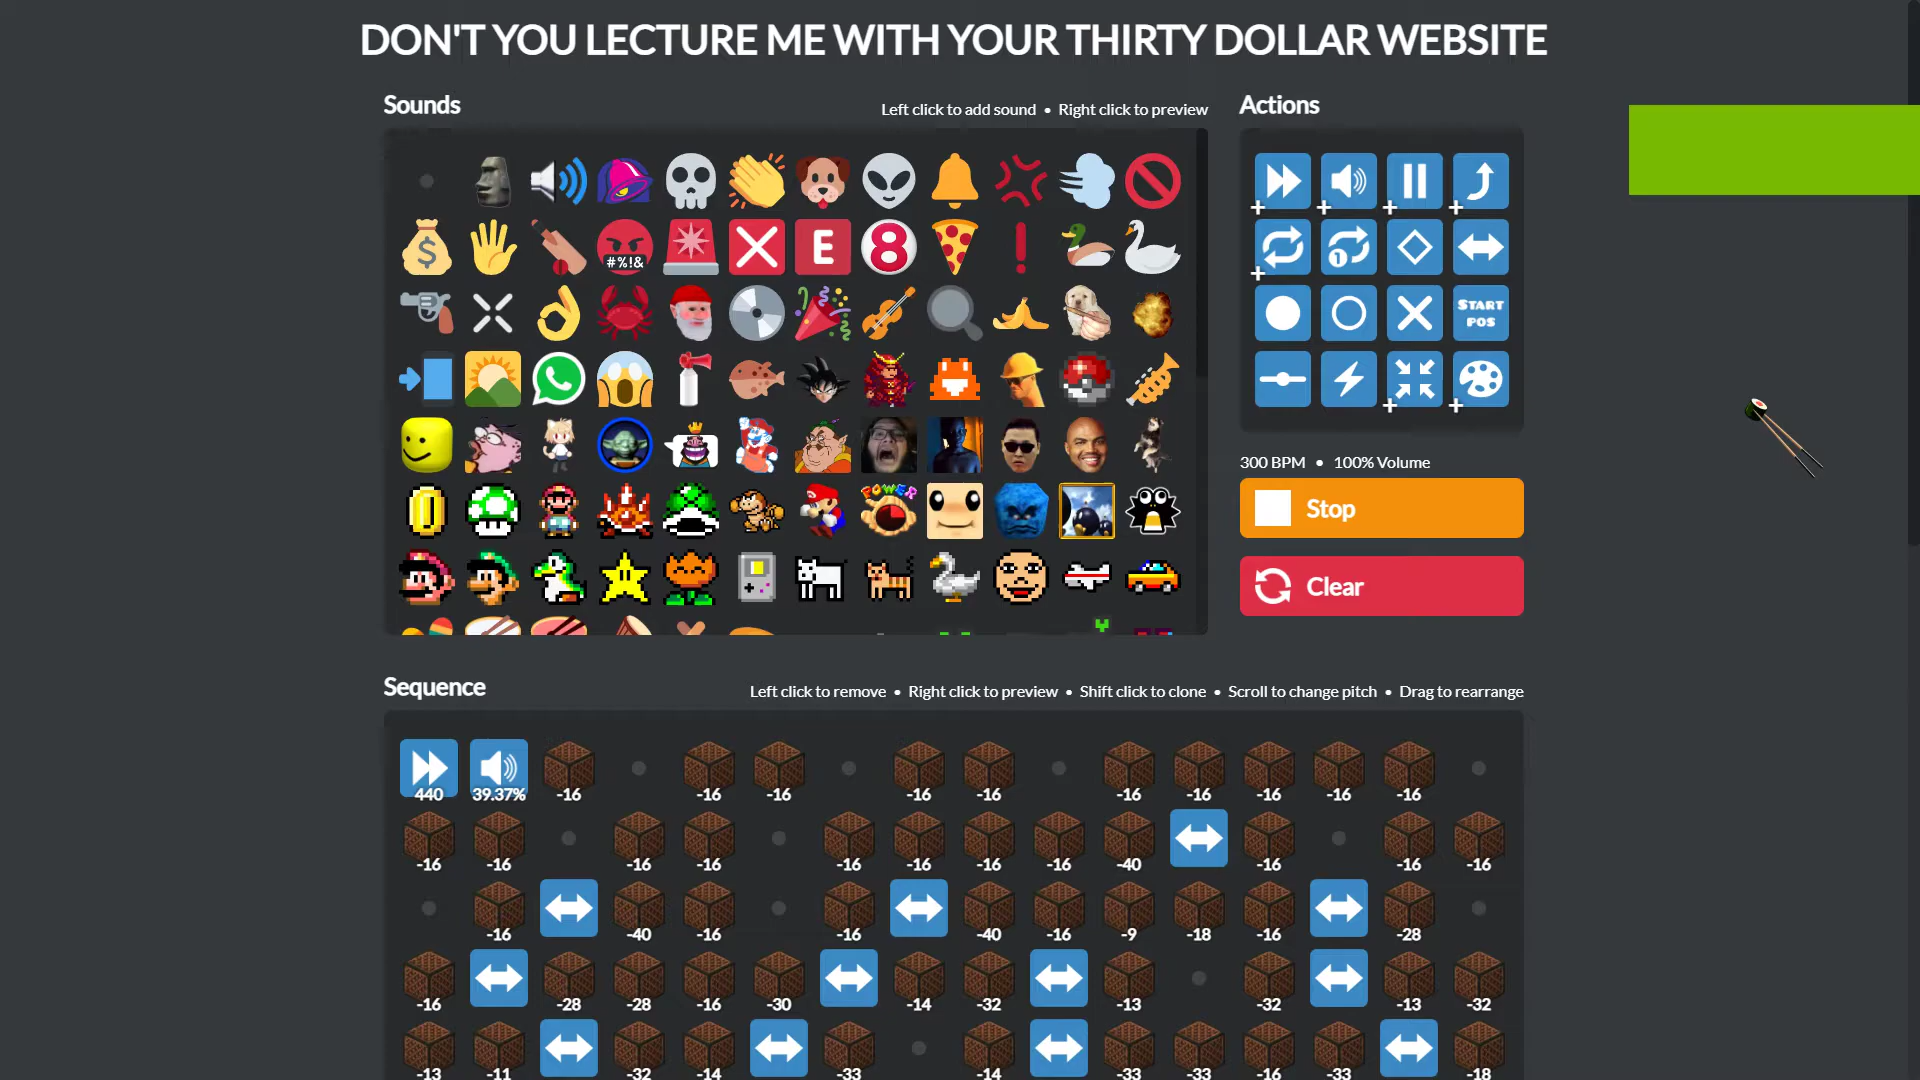 DON'T YOU LECTURE ME WITH YOUR THIRTY DOLLAR WEBSITE
Sounds
Left click to add sound • Right click to preview
#%!&
E
8
POWER
Actions
+ + + +
1
+
START
POS
+ +
300 BPM • 100% Volume
Stop
Clear
Sequence
Left click to remove • Right click to preview • Shift click to clone • Scroll to change pitch • Drag to rearrange
440 39.37% -16 -16 -16 -16 -16 -16 -16 -16 -16 -16
-16 -16 -16 -16 -16 -16 -16 -16 -40 -16 -16 -16
-16 -40 -16 -16 -40 -16 -9 -18 -16 -28
-16 -28 -28 -16 -30 -14 -32 -13 -32 -13 -32
-13 -11 -32 -14 -33 -14 -33 -33 -16 -33 -18